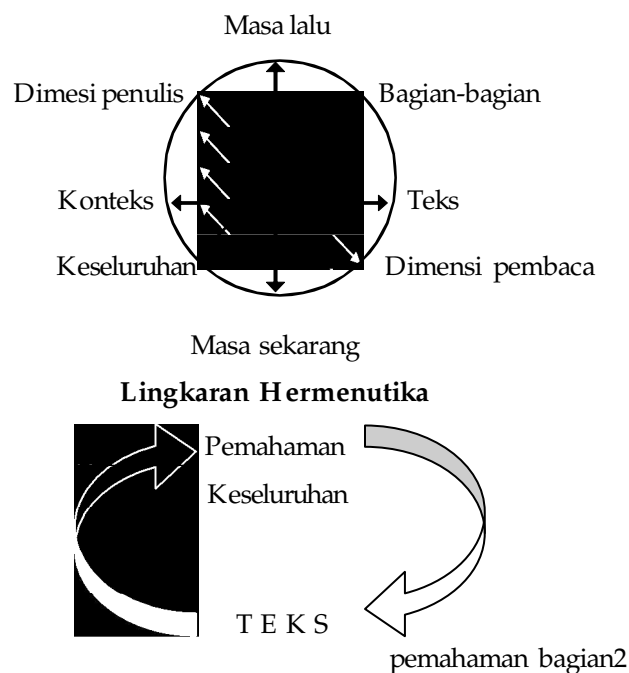 Masa lalu
Dimesi penulis
Bagian-bagian
Konteks
Teks
Keseluruhan
Dimensi pembaca
Masa sekarang
Lingkaran Hermenutika
Pemahaman
Keseluruhan
T E K S
pemahaman bagian2